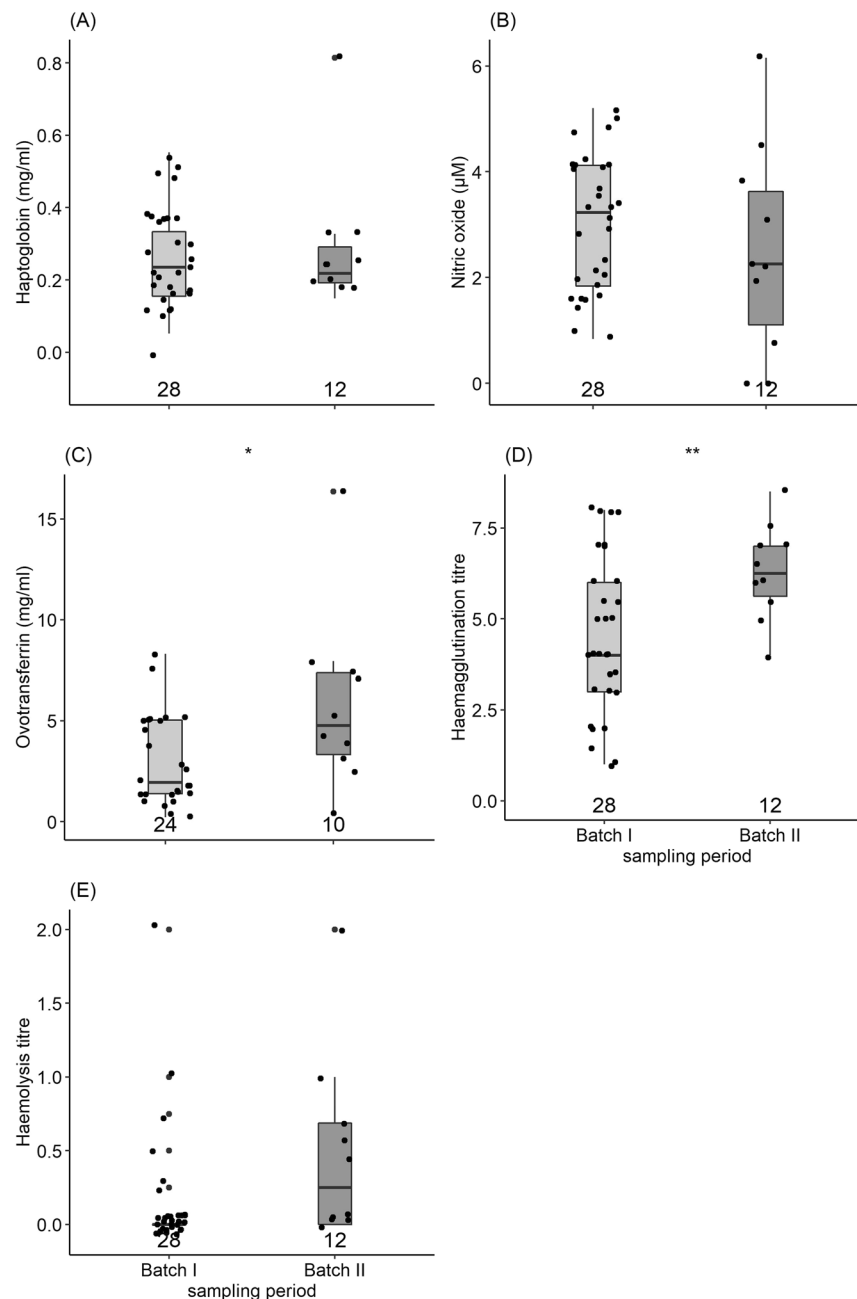 (A)
Haptoglobin (mg/ml)
0.8
0.6
0.4
0.2
0.0
28
12
(B)
Nitric oxide (µM)
6
4
2
0
28
12
(C)
*
Ovotransferrin (mg/ml)
15
10
5
0
24
10
(D)
**
Haemagglutination titre
7.5
5.0
2.5
0.0
28
12
Batch I
Batch II
sampling period
(E)
Haemolysis titre
2.0
1.5
1.0
0.5
0.0
28
12
Batch I
Batch II
sampling period